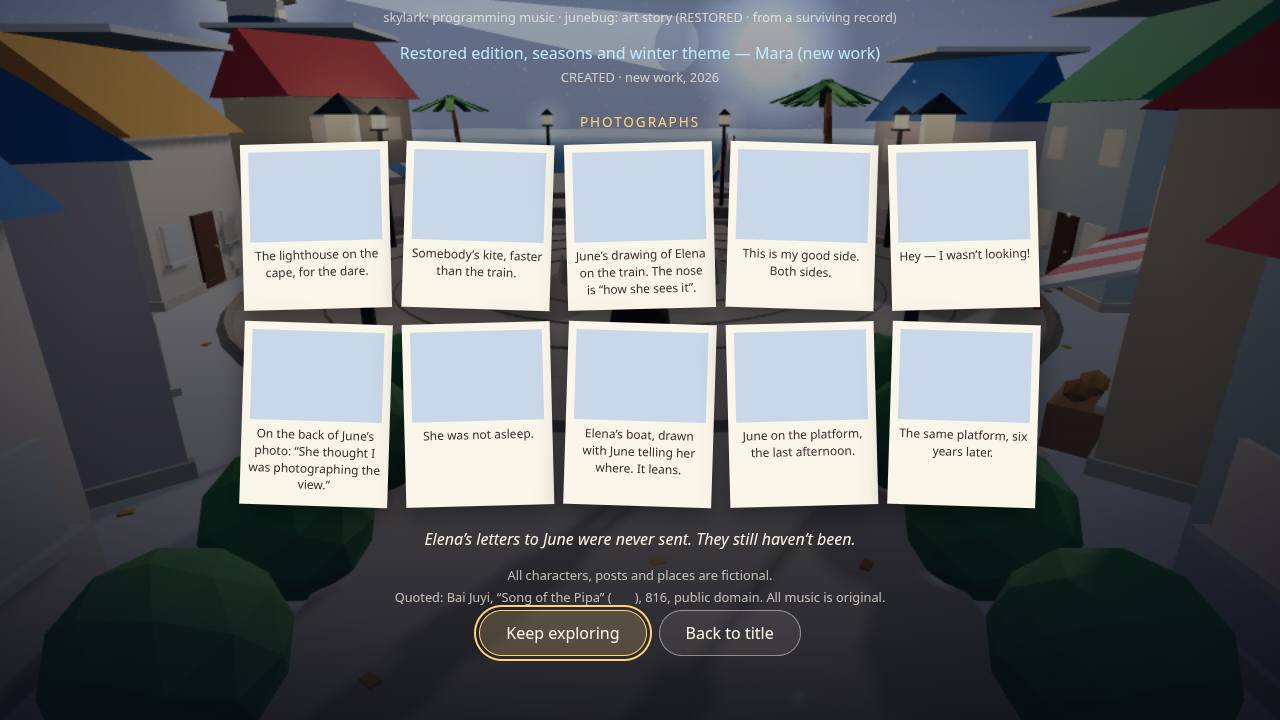 skylark: programming music · junebug: art story (RESTORED · from a surviving record)
Restored edition, seasons and winter theme — Mara (new work)
CREATED · new work, 2026
PHOTOGRAPHS
The lighthouse on the
cape, for the dare.
Somebody’s kite, faster
than the train.
June’s drawing of Elena
on the train. The nose
is “how she sees it”.
This is my good side.
Both sides.
Hey — I wasn’t looking!
On the back of June’s
photo: “She thought I
was photographing the
view.”
She was not asleep.
Elena’s boat, drawn
with June telling her
where. It leans.
June on the platform,
the last afternoon.
The same platform, six
years later.
Elena’s letters to June were never sent. They still haven’t been.
All characters, posts and places are fictional.
Quoted: Bai Juyi, “Song of the Pipa” ( ), 816, public domain. All music is original.
Keep exploring
Back to title